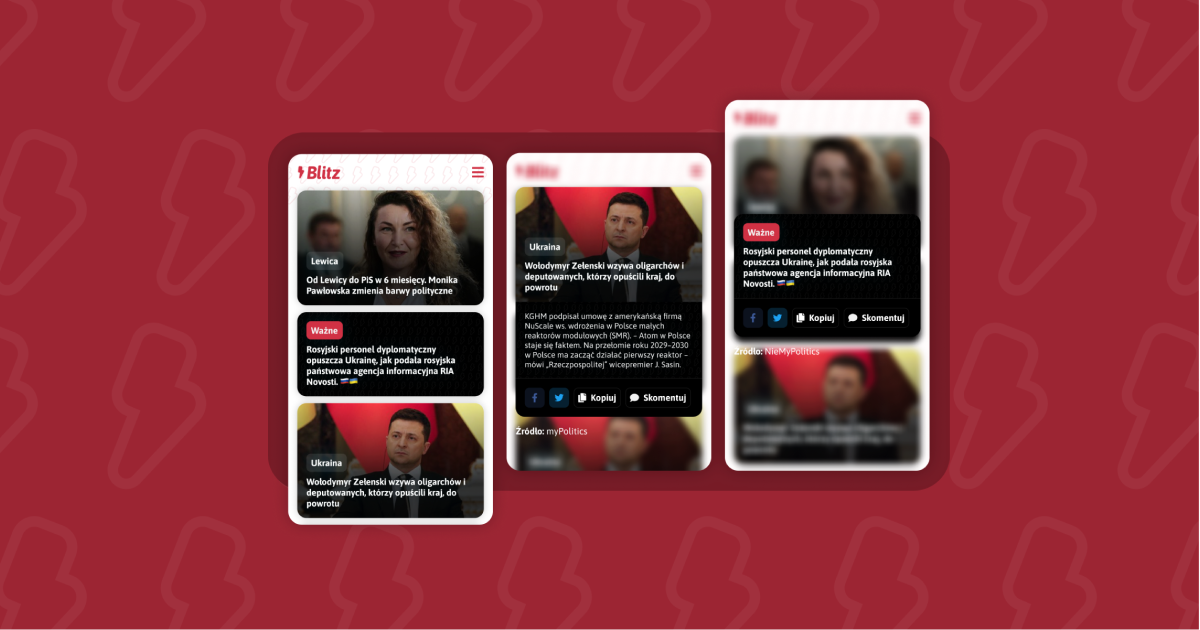 Blitz
Lewica
Od Lewicy do PiS w 6 miesięcy. Monika
Pawłowska zmienia barwy polityczne
Ważne
Rosyjski personel dyplomatyczny
opuszcza Ukrainę, jak podała rosyjska
państwowa agencja informacyjna RIA
Novosti. 🇷🇺🇺🇦
Ukraina
Wołodymyr Zełenski wzywa oligarchów i
deputowanych, którzy opuścili kraj, do
powrotu
Ukraina
Wołodymyr Zełenski wzywa oligarchów i
deputowanych, którzy opuścili kraj, do
powrotu
KGHM podpisał umowę z amerykańską firmą
NuScale ws. wdrożenia w Polsce małych
reaktorów modułowych (SMR). – Atom w Polsce
staje się faktem. Na przełomie roku 2029-2030
w Polsce ma zacząć działać pierwszy reaktor –
mówi „Rzeczpospolitej” wicepremier J. Sasin.
Kopiuj
Skomentuj
Źródło: myPolitics
Ważne
Rosyjski personel dyplomatyczny
opuszcza Ukrainę, jak podała rosyjska
państwowa agencja informacyjna RIA
Novosti. 🇷🇺🇺🇦
Kopiuj
Skomentuj
Źródło: NieMyPolitics